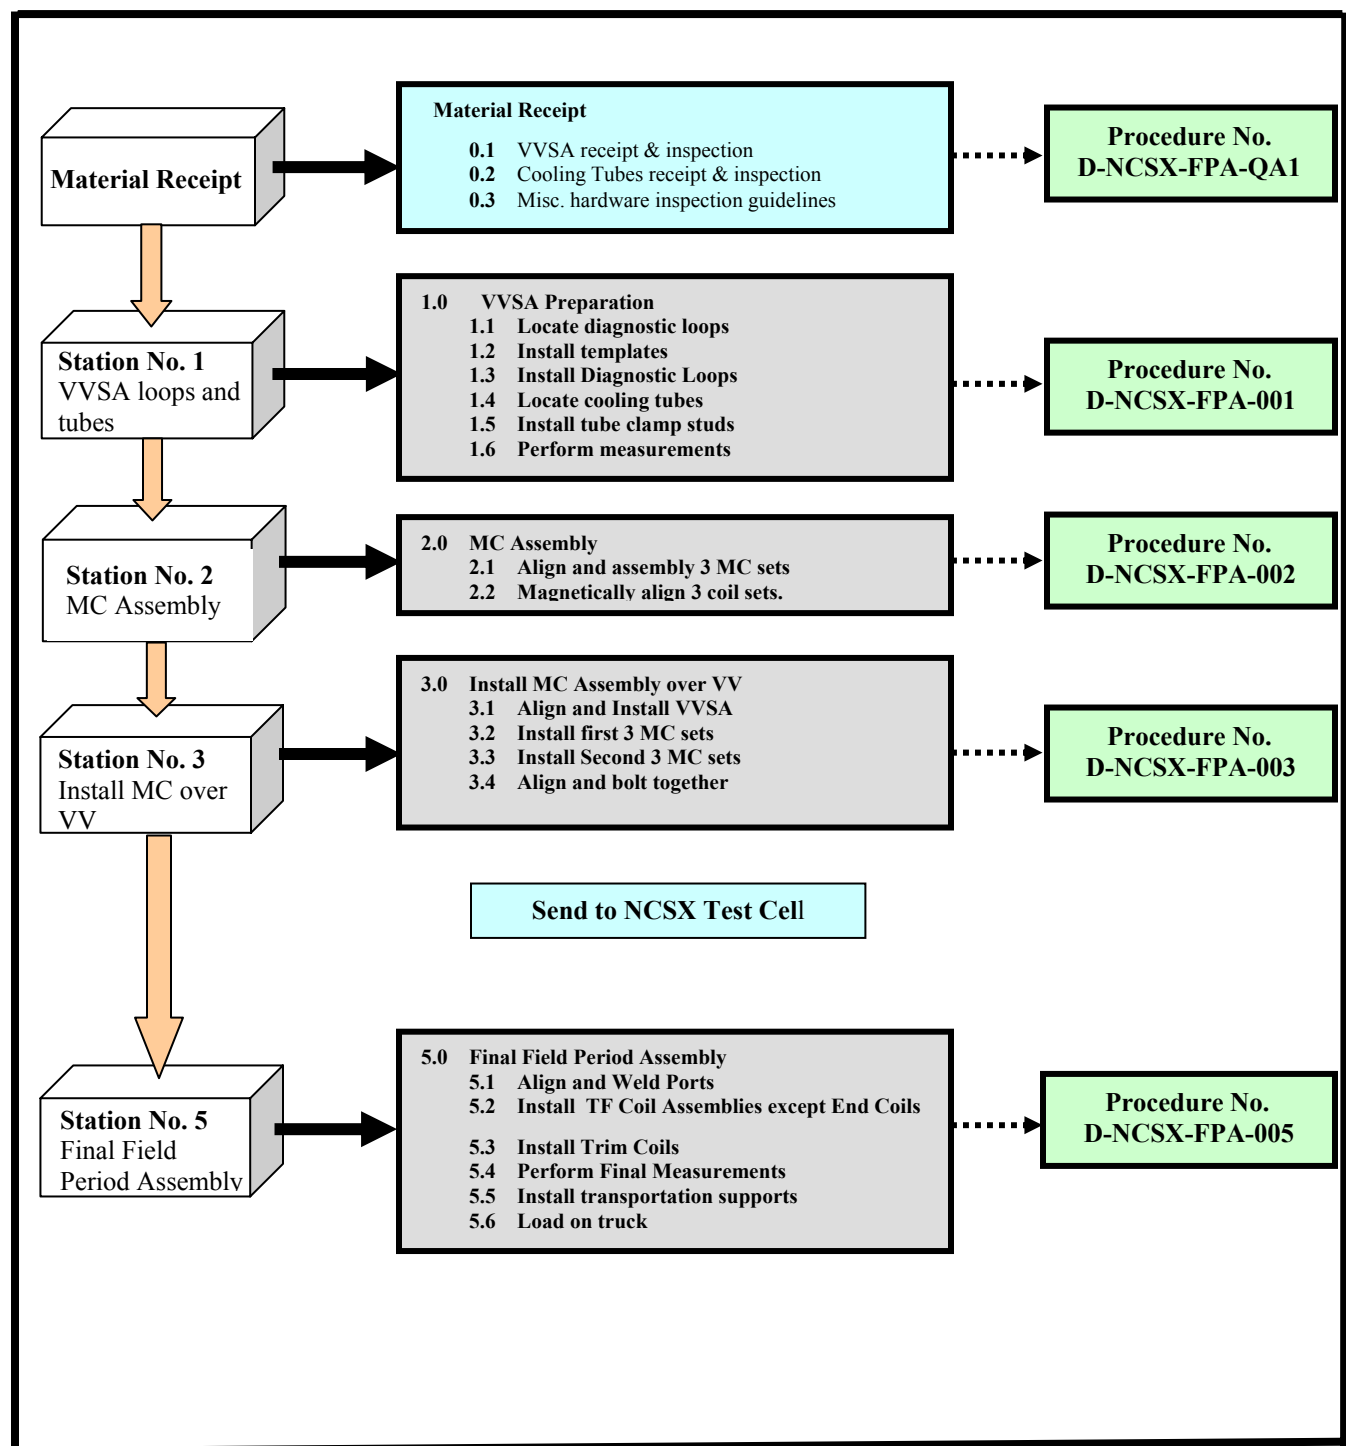 Material Receipt
Material Receipt
0.1 VVSA receipt & inspection
0.2 Cooling Tubes receipt & inspection
0.3 Misc. hardware inspection guidelines
Procedure No.
D-NCSX-FPA-QA1
Station No. 1
VVSA loops and
tubes
1.0 VVSA Preparation
1.1 Locate diagnostic loops
1.2 Install templates
1.3 Install Diagnostic Loops
1.4 Locate cooling tubes
1.5 Install tube clamp studs
1.6 Perform measurements
Procedure No.
D-NCSX-FPA-001
Station No. 2
MC Assembly
2.0 MC Assembly
2.1 Align and assembly 3 MC sets
2.2 Magnetically align 3 coil sets.
Procedure No.
D-NCSX-FPA-002
Station No. 3
Install MC over
VV
3.0 Install MC Assembly over VV
3.1 Align and Install VVSA
3.2 Install first 3 MC sets
3.3 Install Second 3 MC sets
3.4 Align and bolt together
Procedure No.
D-NCSX-FPA-003
Send to NCSX Test Cell
Station No. 5
Final Field
Period Assembly
5.0 Final Field Period Assembly
5.1 Align and Weld Ports
5.2 Install TF Coil Assemblies except End Coils
5.3 Install Trim Coils
5.4 Perform Final Measurements
5.5 Install transportation supports
5.6 Load on truck
Procedure No.
D-NCSX-FPA-005